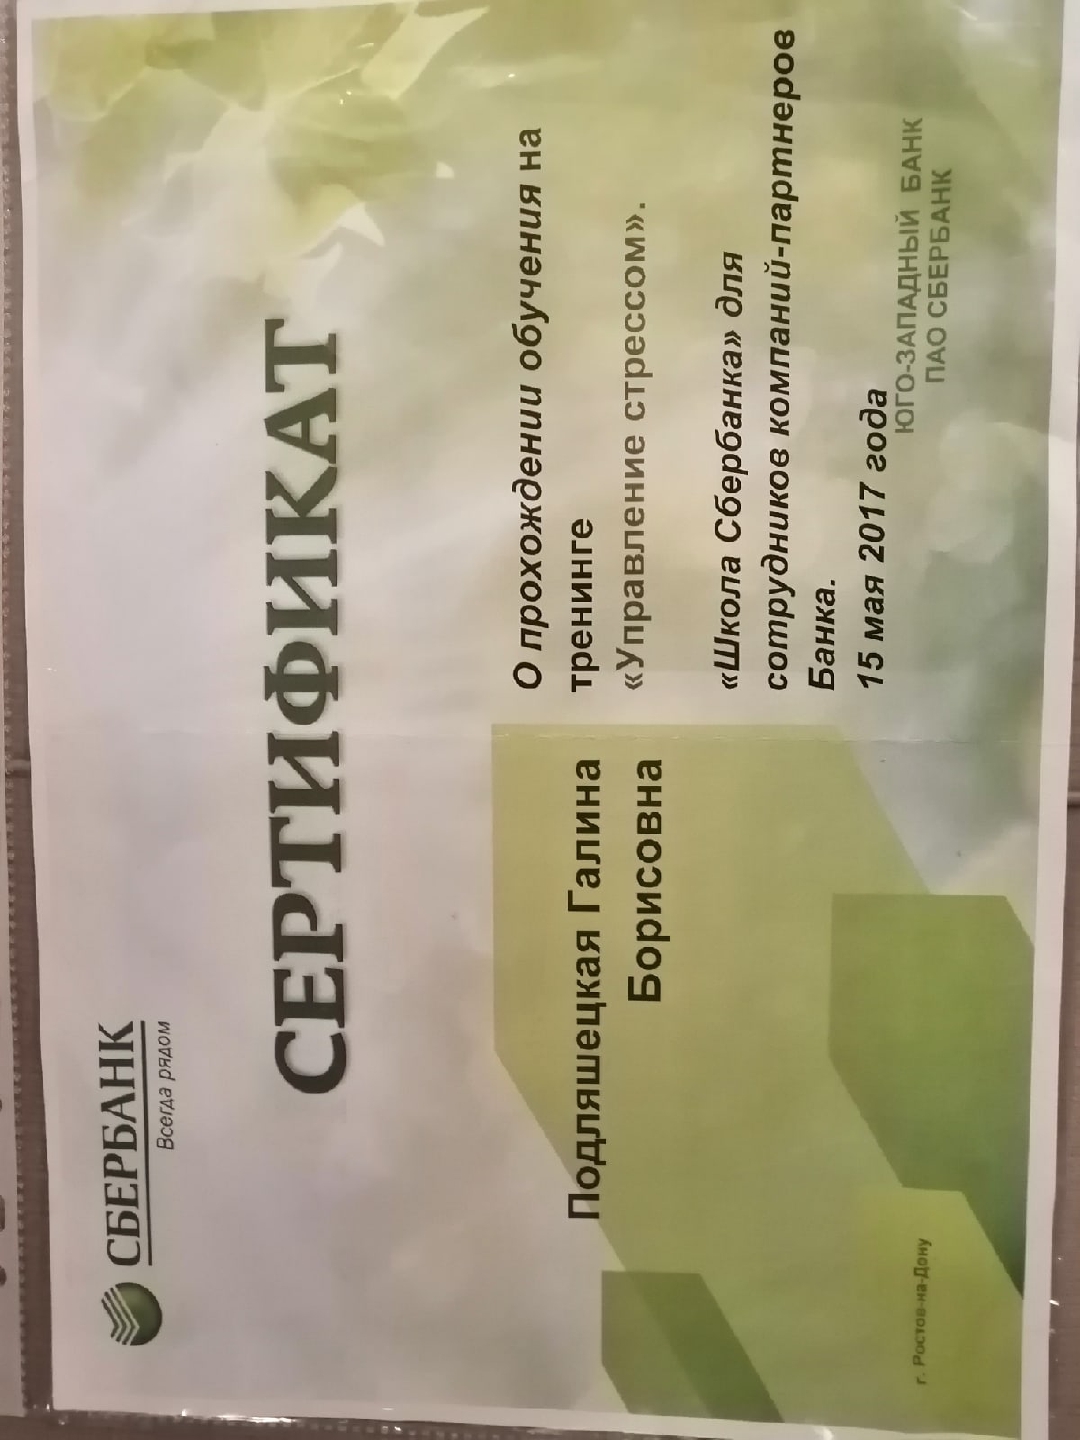 СБЕРБАНК
Всегда рядом
СЕРТИФИКАТ
Подляшецкая Галина
Борисовна
О прохождении обучения на
тренинге
«Управление стрессом».
«Школа Сбербанка» для
сотрудников компаний-партнеров
Банка.
15 мая 2017 года
ЮГО-ЗАПАДНЫЙ БАНК
ПАО СБЕРБАНК
г. Ростов-на-Дону